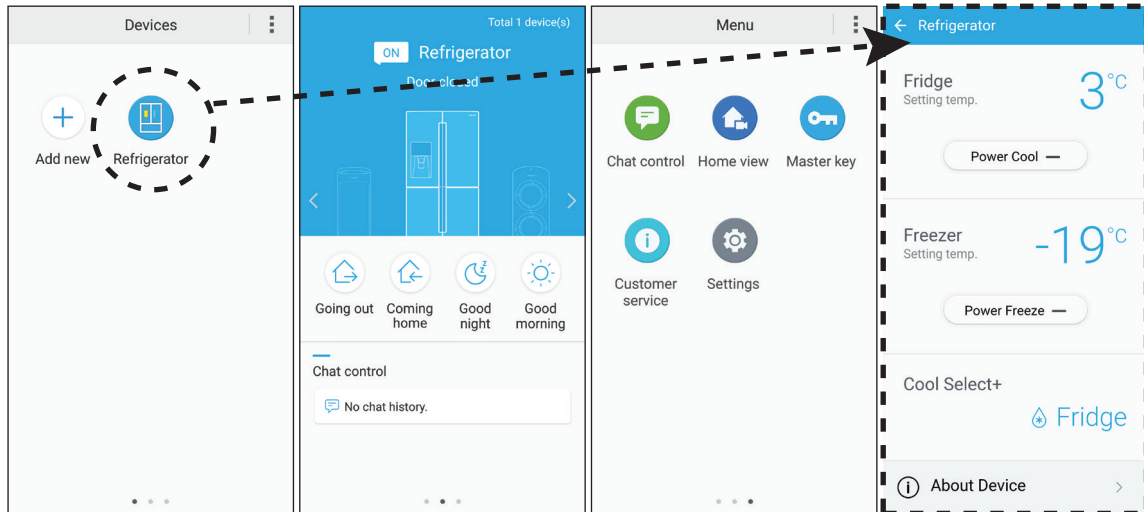 Devices
Add new
Refrigerator
Total 1 device(s)
ON Refrigerator
Door closed
Going out
Coming
home
Good
night
Good
morning
Chat control
No chat history.
Menu
Chat control
Home view
Master key
Customer
service
Settings
Refrigerator
Fridge
Setting temp.
3°C
Power Cool
Freezer
Setting temp.
-19°C
Power Freeze
Cool Select+
Fridge
About Device